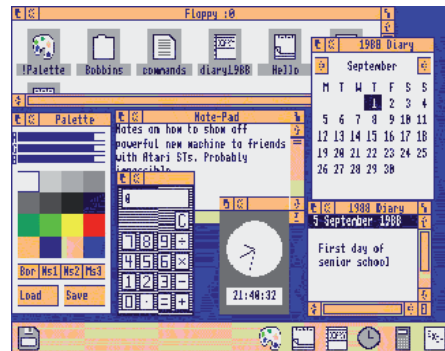 Floppy :0
!Palette
Bobbins
commands
diary1988
Hello
1988 Diary
September
M T W T F S S
1 2 3 4
5 6 7 8 9 10 11
12 13 14 15 16 17 18
19 20 21 22 23 24 25
26 27 28 29 30
Palette
Bor Ms1 Ms2 Ms3
Load Save
Note-Pad
Notes on how to show off
powerful new machine to friends
with Atari STs. Probably
impossible
0
C
7 8 9 ÷
4 5 6 ×
1 2 3 -
0 . = +
21:40:32
1988 Diary
5 September 1988
First day of
senior school